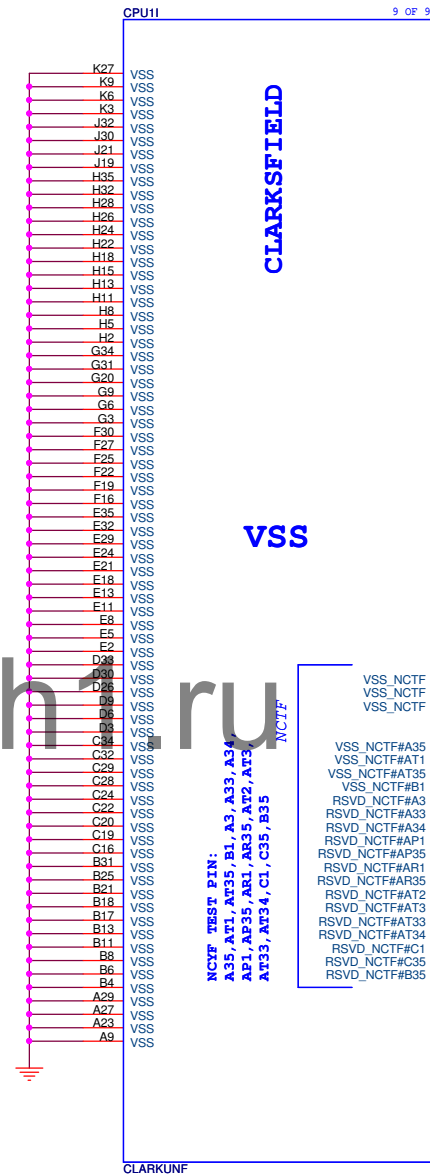 CPU1I
9 OF 9
K27 VSS
K9 VSS
K6 VSS
K3 VSS
J32 VSS
J30 VSS
J21 VSS
J19 VSS
H35 VSS
H32 VSS
H28 VSS
H26 VSS
H24 VSS
H22 VSS
H18 VSS
H15 VSS
H13 VSS
H11 VSS
H8 VSS
H5 VSS
H2 VSS
G34 VSS
G31 VSS
G20 VSS
G9 VSS
G6 VSS
G3 VSS
F30 VSS
F27 VSS
F25 VSS
F22 VSS
F19 VSS
F16 VSS
E35 VSS
E32 VSS
E29 VSS
E24 VSS
E21 VSS
E18 VSS
E13 VSS
E11 VSS
E8 VSS
E5 VSS
E2 VSS
D33 VSS
D30 VSS
D26 VSS
D9 VSS
D6 VSS
D3 VSS
C34 VSS
C32 VSS
C29 VSS
C28 VSS
C24 VSS
C22 VSS
C20 VSS
C19 VSS
C16 VSS
B31 VSS
B25 VSS
B21 VSS
B18 VSS
B17 VSS
B13 VSS
B11 VSS
B8 VSS
B6 VSS
B4 VSS
A29 VSS
A27 VSS
A23 VSS
A9 VSS
CLARKSFIELD
VSS
h1.ru
NCTF
NCYF TEST PIN:
A35,AT1,AT35,B1,A3,A33,A34,
AP1,AP35,AR1,AR35,AT2,AT3,
AT33,AT34,C1,C35,B35
VSS_NCTF
VSS_NCTF
VSS_NCTF
VSS_NCTF#A35
VSS_NCTF#AT1
VSS_NCTF#AT35
VSS_NCTF#B1
RSVD_NCTF#A3
RSVD_NCTF#A33
RSVD_NCTF#A34
RSVD_NCTF#AP1
RSVD_NCTF#AP35
RSVD_NCTF#AR1
RSVD_NCTF#AR35
RSVD_NCTF#AT2
RSVD_NCTF#AT3
RSVD_NCTF#AT33
RSVD_NCTF#AT34
RSVD_NCTF#C1
RSVD_NCTF#C35
RSVD_NCTF#B35
CLARKUNF